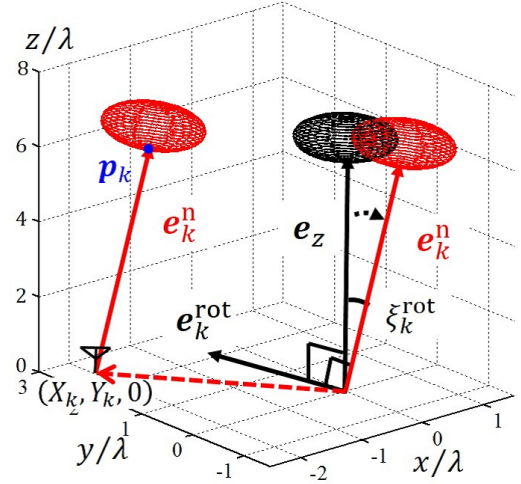 z/λ
8
6
4
2
0
p_k
e_k^n
e_z
e_k^n
e_k^rot
ξ_k^rot
(X_k, Y_k, 0)
3
2
1
0
-1
y/λ
-2
-1
0
1
x/λ